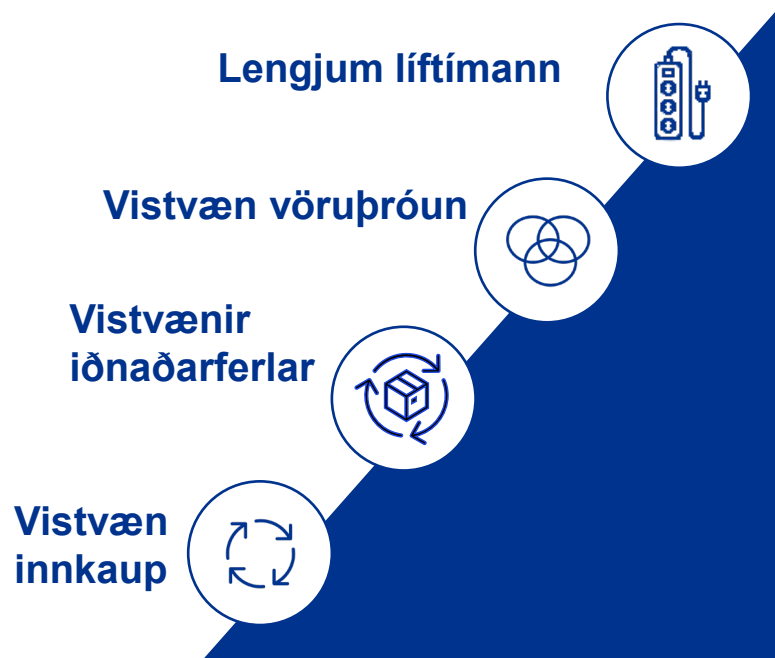 Lengjum líftímann
Vistvæn vöruþróun
Vistvænir
iðnaðarferlar
Vistvæn
innkaup